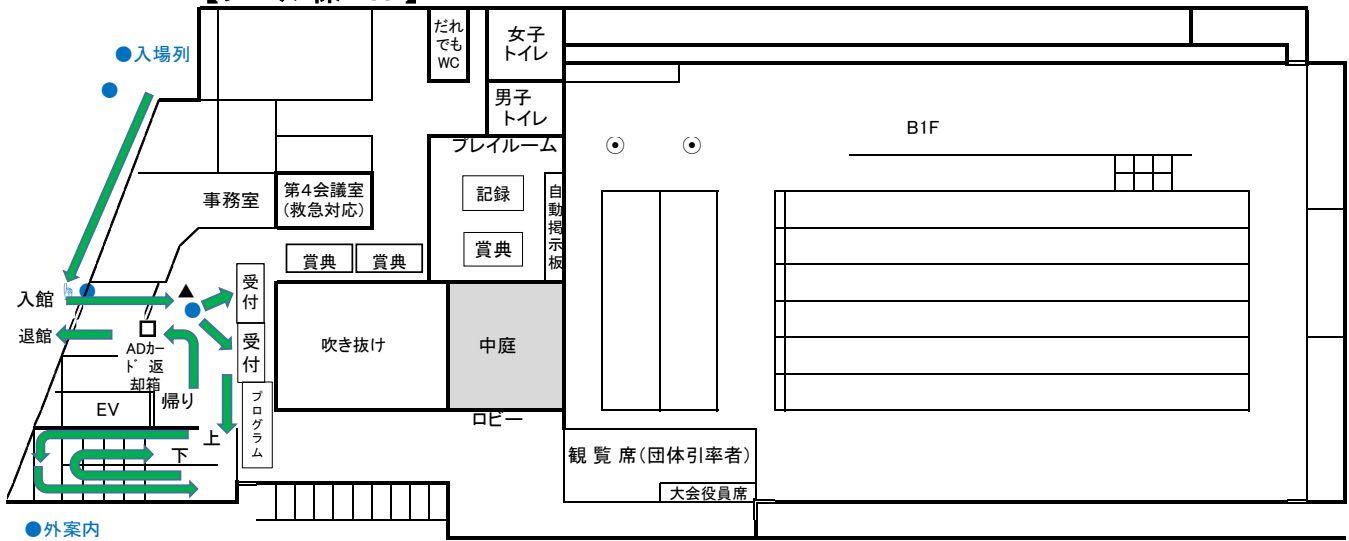 ●入場列
だれ
でも
WC
女子
トイレ
男子
トイレ
プレイルーム
B1F
事務室
第4会議室
(救急対応)
記録
賞典
自動掲示板
賞典
賞典
入館
退館
▲
受付
受付
ADカー
ド 返
却箱
帰り
プログラム
吹き抜け
中庭
ロビー
EV
上
下
観 覧 席(団体引率者)
大会役員席
●外案内